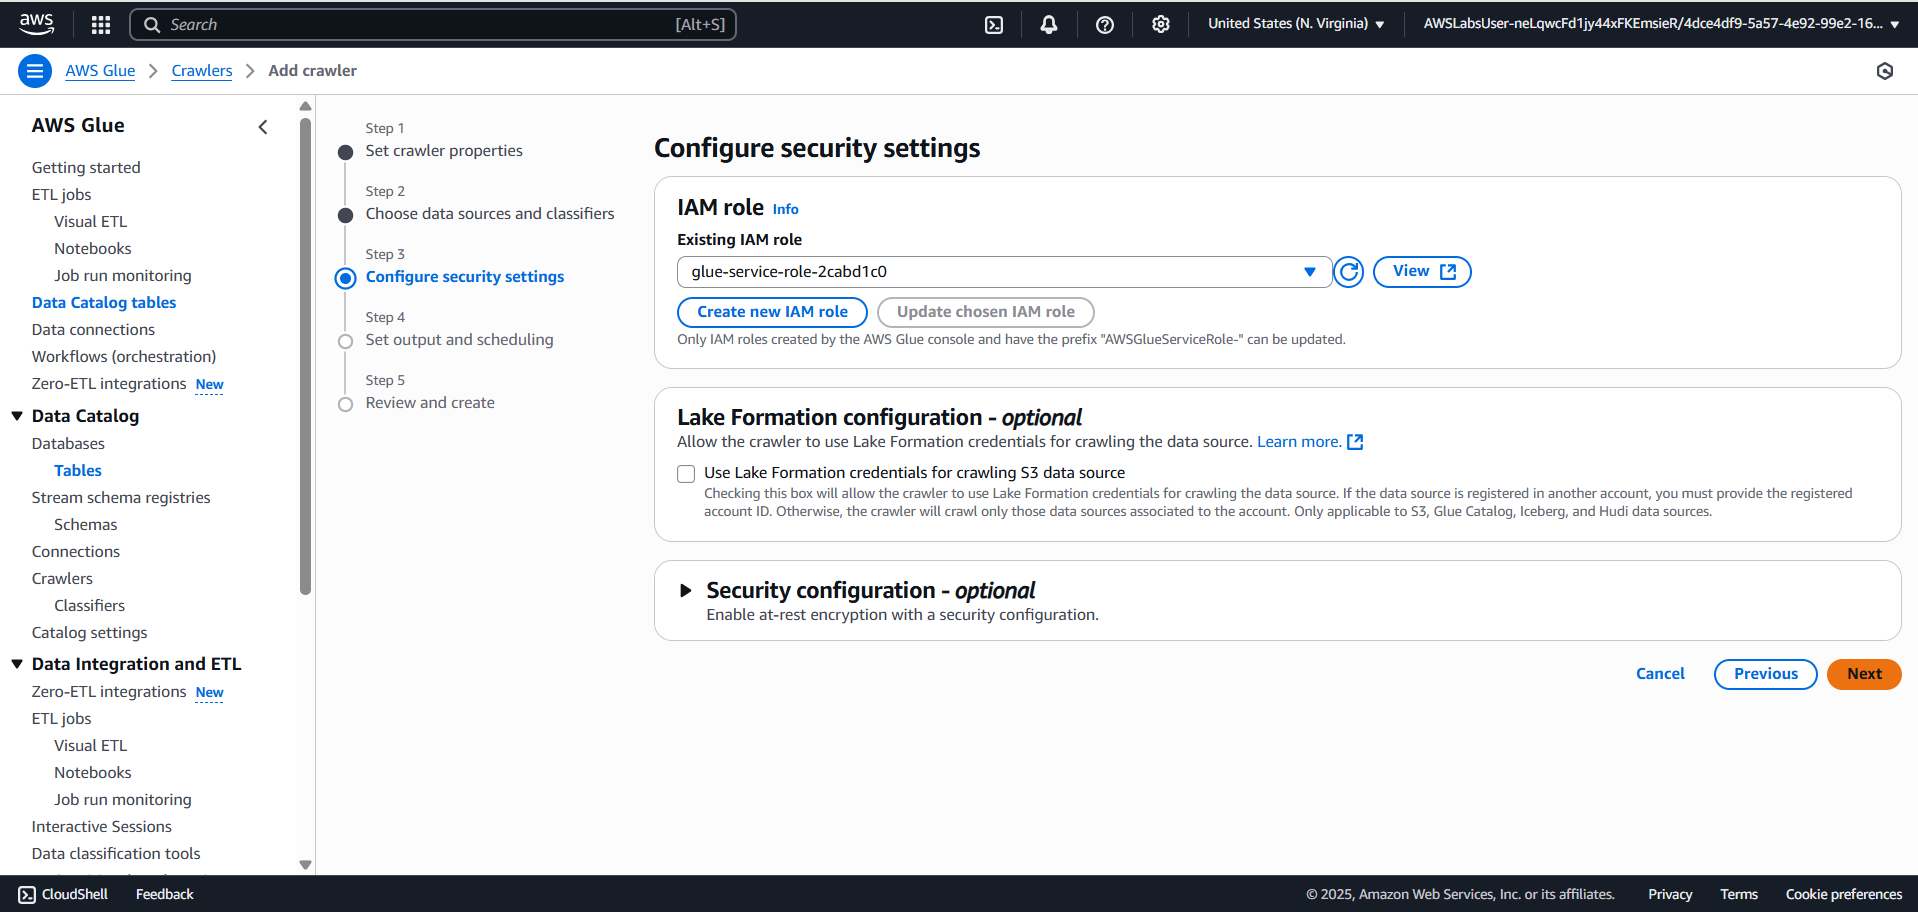 aws
Search [Alt+S]
United States (N. Virginia)
AWSLabsUser-neLqwcFd1jy44xFKEmsieR/4dce4df9-5a57-4e92-99e2-16...
AWS Glue
Crawlers
Add crawler
AWS Glue
Getting started
ETL jobs
Visual ETL
Notebooks
Job run monitoring
Data Catalog tables
Data connections
Workflows (orchestration)
Zero-ETL integrations New
Data Catalog
Databases
Tables
Stream schema registries
Schemas
Connections
Crawlers
Classifiers
Catalog settings
Data Integration and ETL
Zero-ETL integrations New
ETL jobs
Visual ETL
Notebooks
Job run monitoring
Interactive Sessions
Data classification tools
Step 1
Set crawler properties
Step 2
Choose data sources and classifiers
Step 3
Configure security settings
Step 4
Set output and scheduling
Step 5
Review and create
Configure security settings
IAM role Info
Existing IAM role
glue-service-role-2cabd1c0
View
Create new IAM role
Update chosen IAM role
Only IAM roles created by the AWS Glue console and have the prefix "AWSGlueServiceRole-" can be updated.
Lake Formation configuration - optional
Allow the crawler to use Lake Formation credentials for crawling the data source. Learn more.
Use Lake Formation credentials for crawling S3 data source
Checking this box will allow the crawler to use Lake Formation credentials for crawling the data source. If the data source is registered in another account, you must provide the registered
account ID. Otherwise, the crawler will crawl only those data sources associated to the account. Only applicable to S3, Glue Catalog, Iceberg, and Hudi data sources.
Security configuration - optional
Enable at-rest encryption with a security configuration.
Cancel
Previous
Next
CloudShell
Feedback
© 2025, Amazon Web Services, Inc. or its affiliates.
Privacy
Terms
Cookie preferences